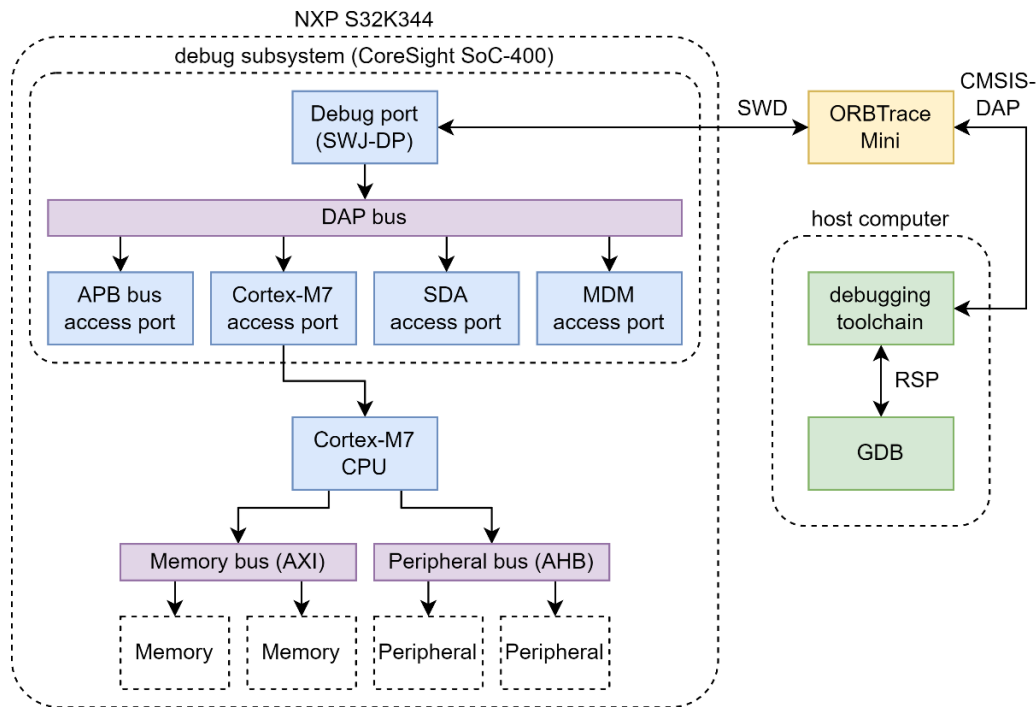 NXP S32K344
debug subsystem (CoreSight SoC-400)
Debug port
(SWJ-DP)
SWD
ORBTrace
Mini
CMSIS-
DAP
DAP bus
host computer
APB bus
access port
Cortex-M7
access port
SDA
access port
MDM
access port
debugging
toolchain
RSP
Cortex-M7
CPU
GDB
Memory bus (AXI)
Peripheral bus (AHB)
Memory
Memory
Peripheral
Peripheral